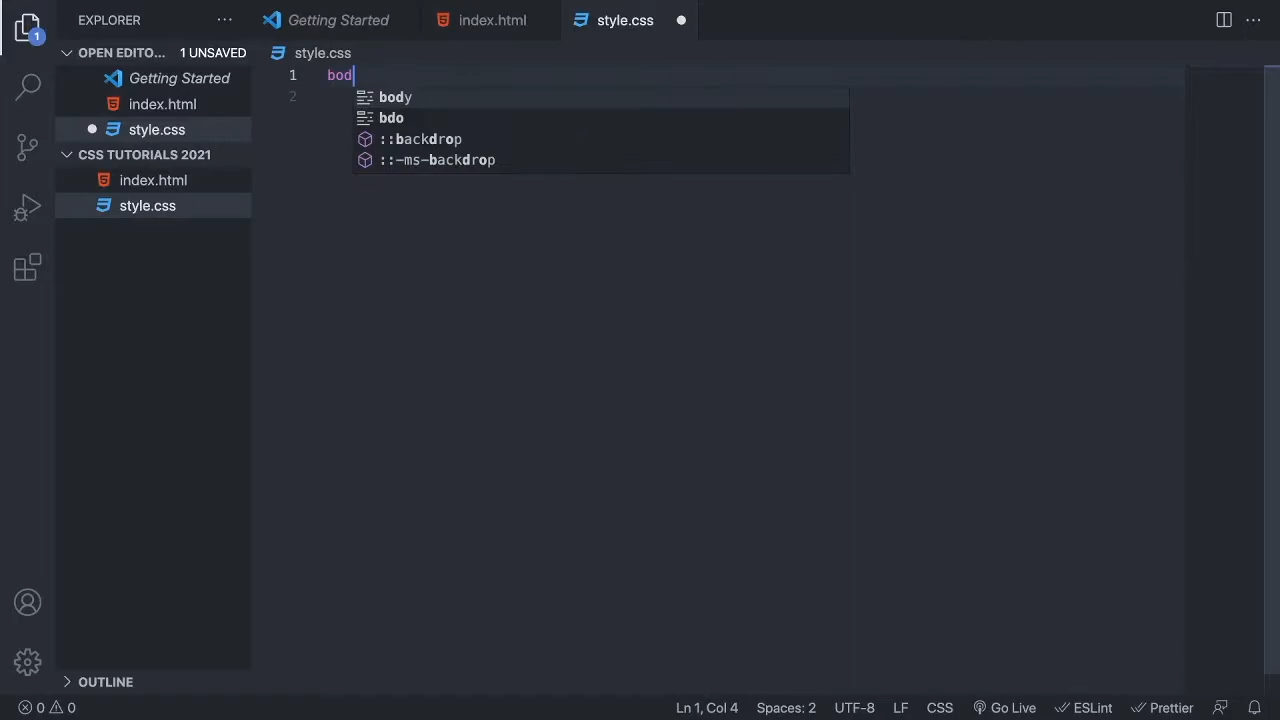 EXPLORER
Getting Started
index.html
style.css
1
OPEN EDITO... 1 UNSAVED
Getting Started
index.html
style.css
CSS TUTORIALS 2021
index.html
style.css
style.css
1 bod
2
body
bdo
::backdrop
::-ms-backdrop
OUTLINE
0 0
Ln 1, Col 4 Spaces: 2 UTF-8 LF CSS Go Live ESLint Prettier